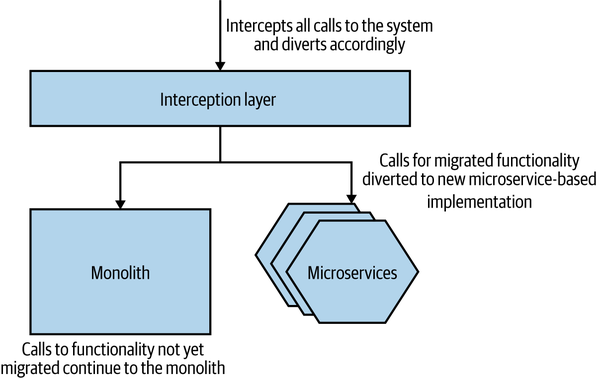 Intercepts all calls to the system
and diverts accordingly
Interception layer
Calls for migrated functionality
diverted to new microservice-based
implementation
Monolith
Microservices
Calls to functionality not yet
migrated continue to the monolith